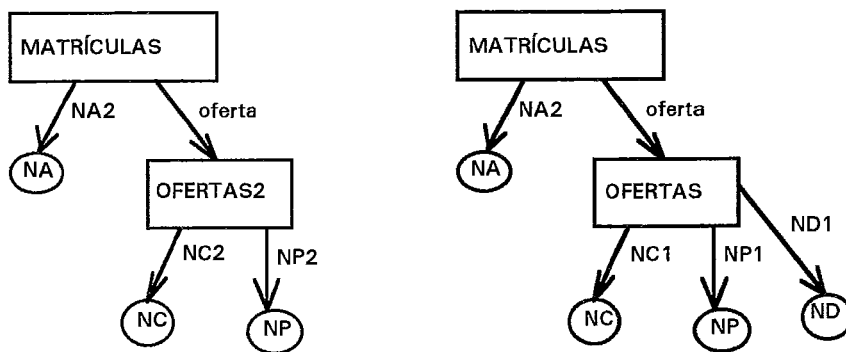 MATRÍCULAS
NA2
oferta
NA
OFERTAS2
NC2
NP2
NC
NP
MATRÍCULAS
NA2
oferta
NA
OFERTAS
ND1
NC1
NP1
NC
NP
ND